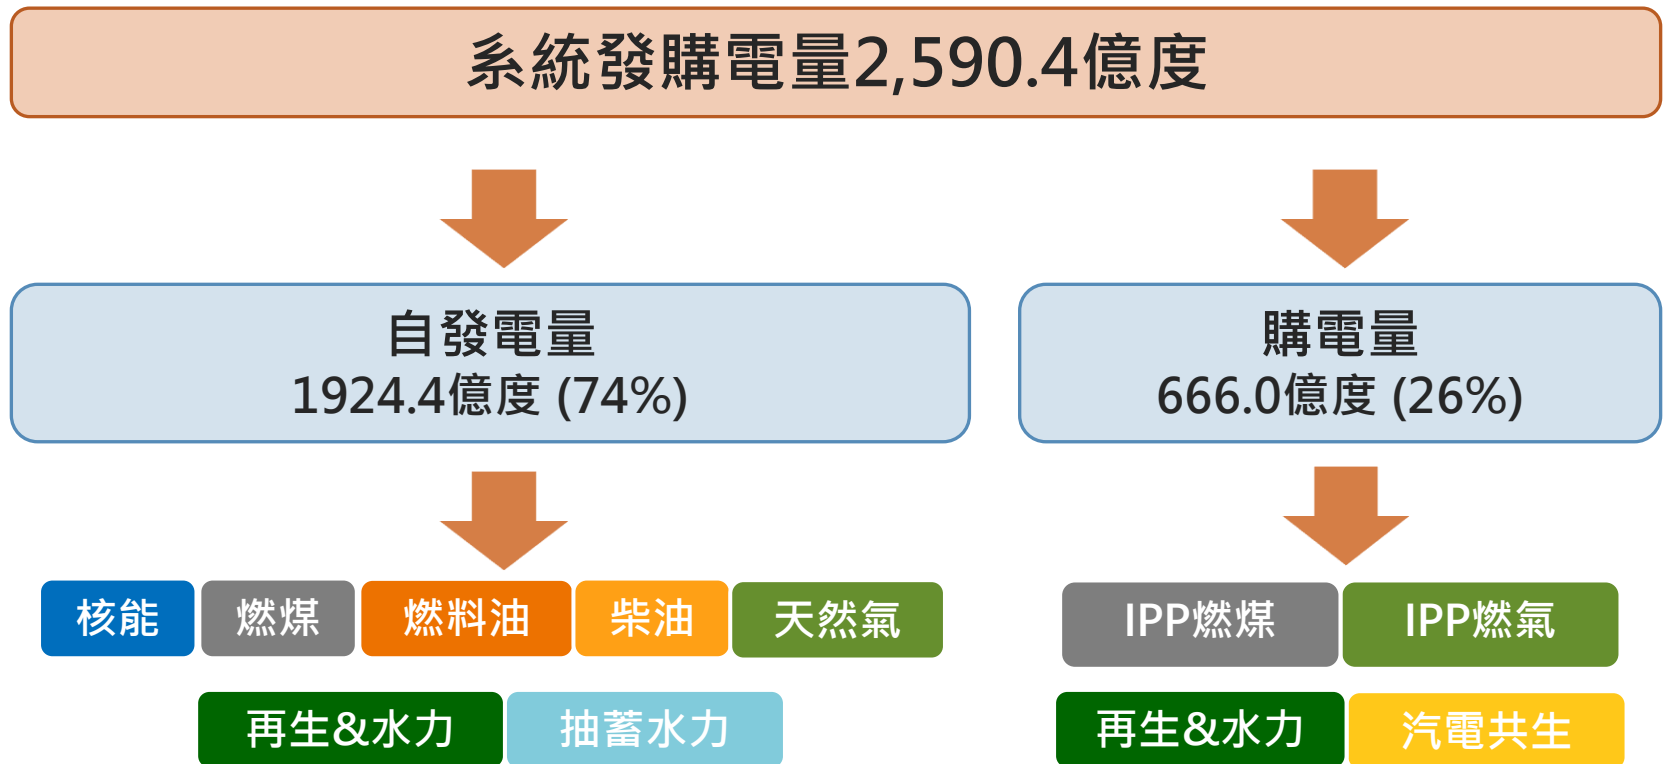 系統發購電量2,590.4億度
自發電量
1924.4億度 (74%)
購電量
666.0億度 (26%)
核能
燃煤
燃料油
柴油
天然氣
再生&水力
抽蓄水力
IPP燃煤
IPP燃氣
再生&水力
汽電共生